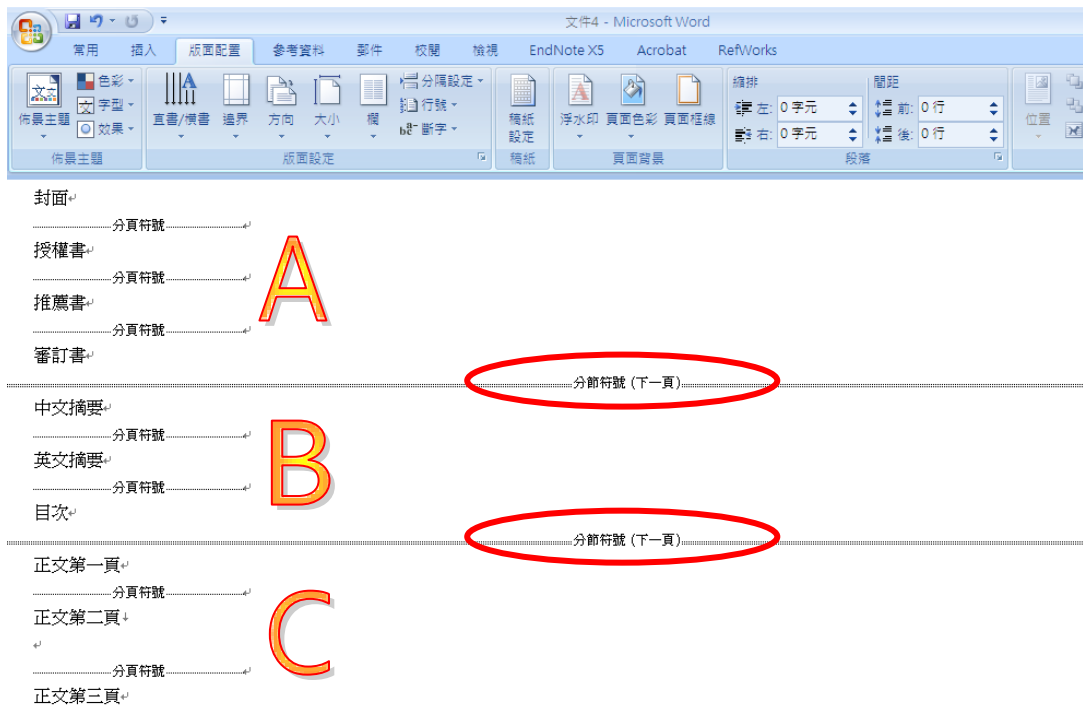 文件4 - Microsoft Word
常用 插入 版面配置 參考資料 郵件 校閱 檢視 EndNote X5 Acrobat RefWorks
佈景主題 色彩 字型 效果 佈景主題
直書/橫書 邊界 方向 大小 欄 分隔設定 行號 斷字 版面設定
稿紙設定 稿紙
浮水印 頁面色彩 頁面框線 頁面背景
縮排 間距
左: 0 字元 前: 0 行
右: 0 字元 後: 0 行
段落
位置
封面
分頁符號
授權書
分頁符號
推薦書
分頁符號
審訂書
A
分節符號 (下一頁)
中文摘要
分頁符號
英文摘要
分頁符號
目次
B
分節符號 (下一頁)
正文第一頁
分頁符號
正文第二頁
分頁符號
正文第三頁
C